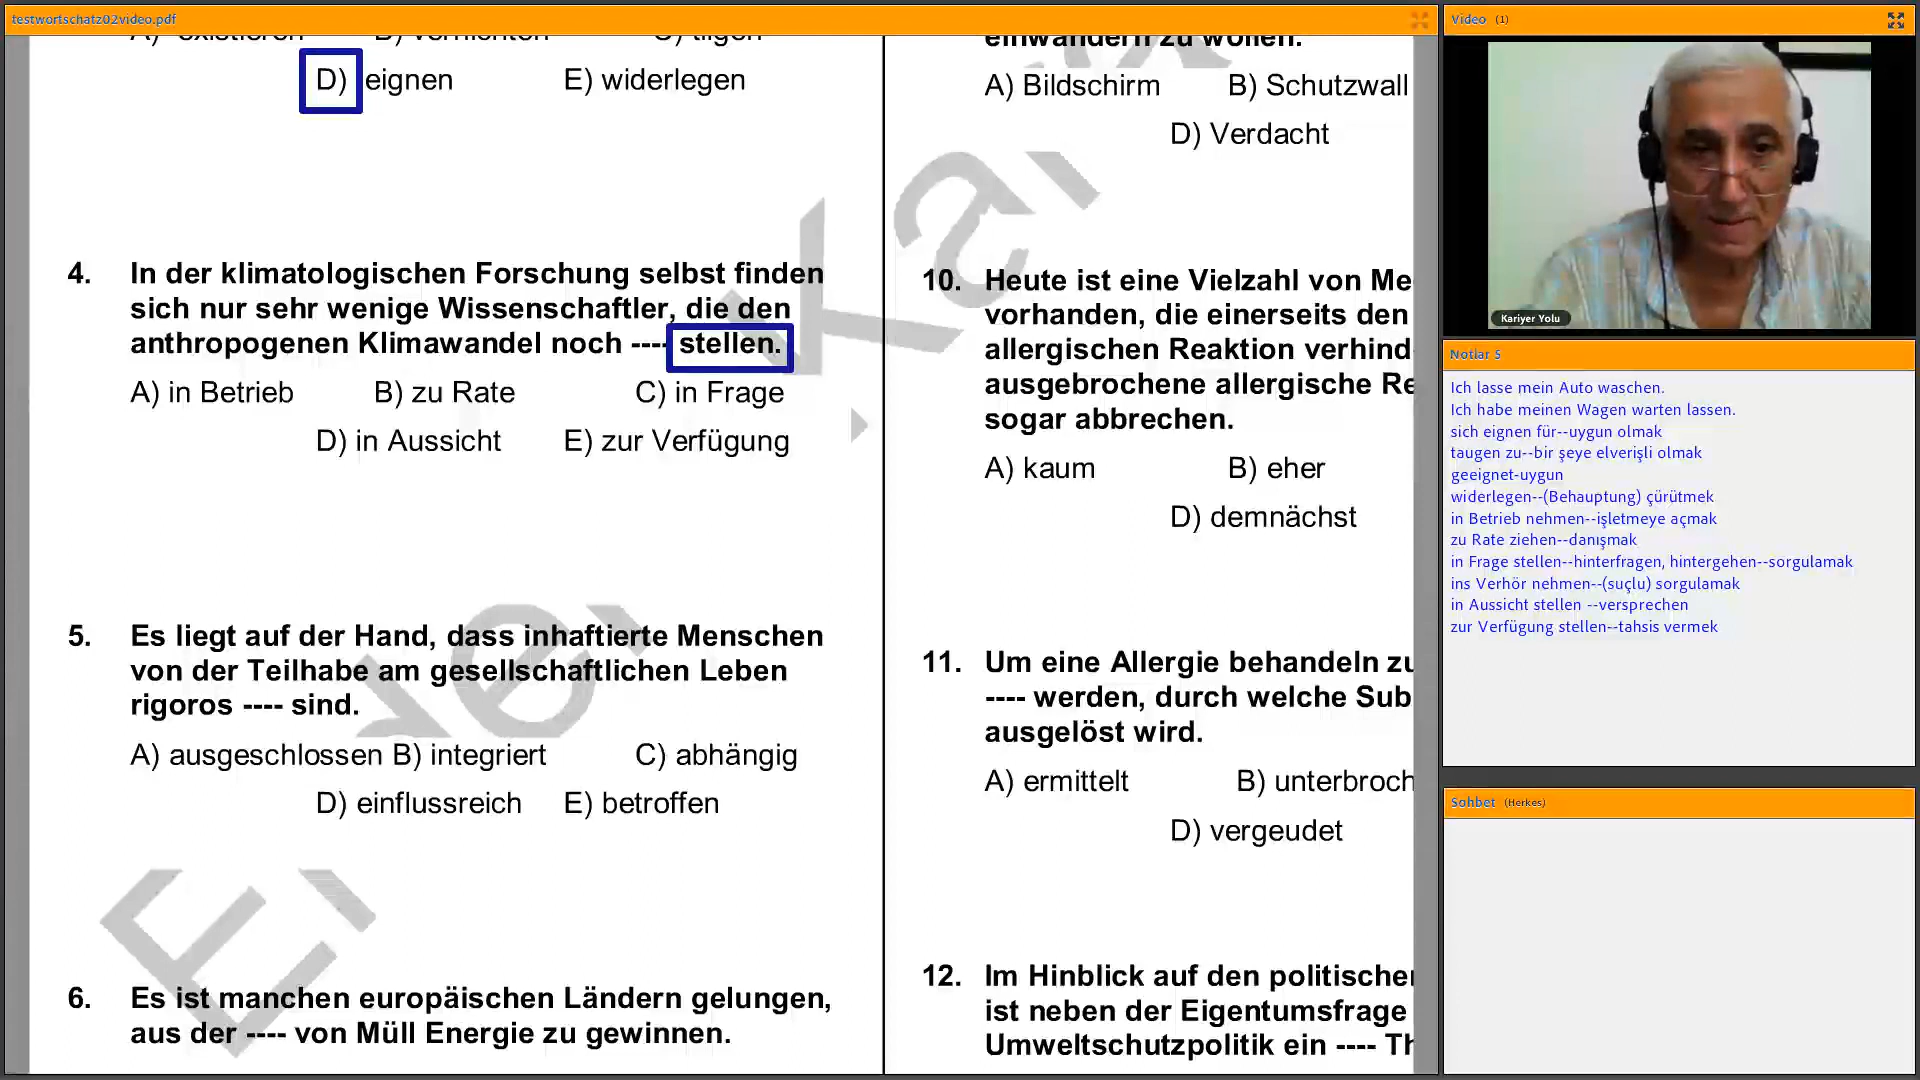 testwortschatz02video.pdf
A) existieren B) vernichten C) tilgen
D) eignen E) widerlegen
4. In der klimatologischen Forschung selbst finden
sich nur sehr wenige Wissenschaftler, die den
anthropogenen Klimawandel noch ---- stellen.
A) in Betrieb B) zu Rate C) in Frage
D) in Aussicht E) zur Verfügung
5. Es liegt auf der Hand, dass inhaftierte Menschen
von der Teilhabe am gesellschaftlichen Leben
rigoros ---- sind.
A) ausgeschlossen B) integriert C) abhängig
D) einflussreich E) betroffen
6. Es ist manchen europäischen Ländern gelungen,
aus der ---- von Müll Energie zu gewinnen.
einwandern zu wollen.
A) Bildschirm B) Schutzwall
D) Verdacht
10. Heute ist eine Vielzahl von Me
vorhanden, die einerseits den
allergischen Reaktion verhind
ausgebrochene allergische Re
sogar abbrechen.
A) kaum B) eher
D) demnächst
11. Um eine Allergie behandeln zu
---- werden, durch welche Sub
ausgelöst wird.
A) ermittelt B) unterbroch
D) vergeudet
12. Im Hinblick auf den politischen
ist neben der Eigentumsfrage
Umweltschutzpolitik ein ---- Th
Video (1)
Kariyer Yolu
Notlar 5
Ich lasse mein Auto waschen.
Ich habe meinen Wagen warten lassen.
sich eignen für--uygun olmak
taugen zu--bir şeye elverişli olmak
geeignet-uygun
widerlegen--(Behauptung) çürütmek
in Betrieb nehmen--işletmeye açmak
zu Rate ziehen--danışmak
in Frage stellen--hinterfragen, hintergehen--sorgulamak
ins Verhör nehmen--(suçlu) sorgulamak
in Aussicht stellen --versprechen
zur Verfügung stellen--tahsis vermek
Sohbet (Herkes)